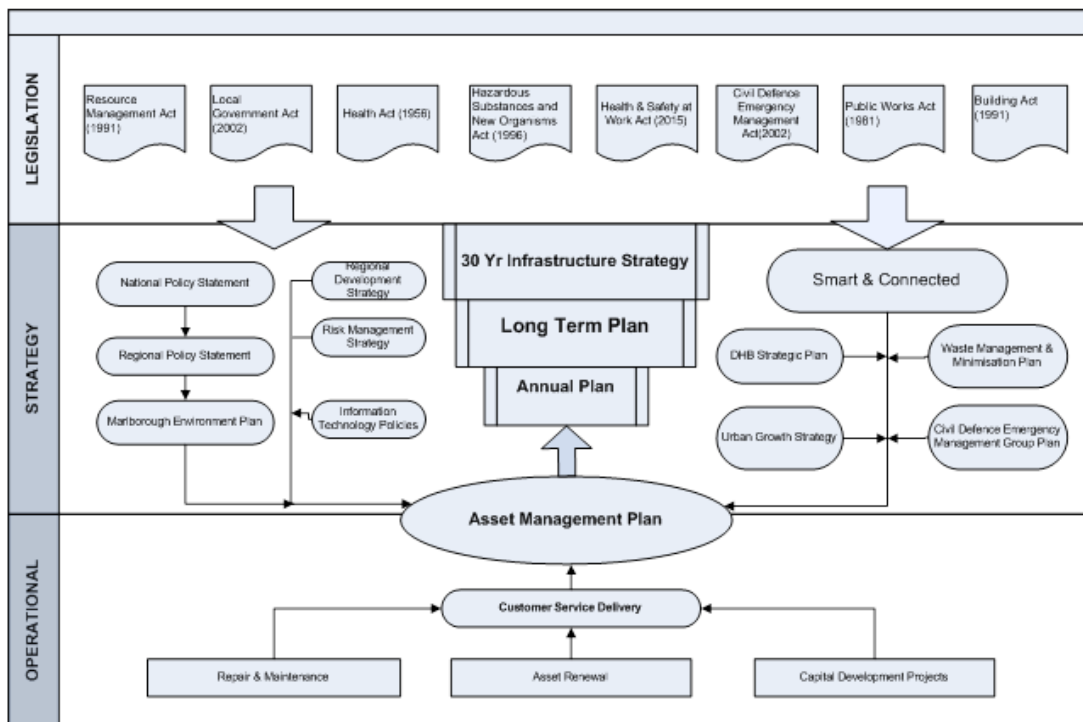 LEGISLATION
Resource
Management Act
(1991)
Local
Government Act
(2002)
Health Act (1956)
Hazardous
Substances and
New Organisms
Act (1996)
Health & Safety at
Work Act (2015)
Civil Defence
Emergency
Management
Act(2002)
Public Works Act
(1981)
Building Act
(1991)
STRATEGY
National Policy Statement
Regional Policy Statement
Marlborough Environment Plan
Regional
Development
Strategy
Risk Management
Strategy
Information
Technology Policies
30 Yr Infrastructure Strategy
Long Term Plan
Annual Plan
Smart & Connected
DHB Strategic Plan
Waste Management &
Minimisation Plan
Urban Growth Strategy
Civil Defence Emergency
Management Group Plan
Asset Management Plan
OPERATIONAL
Customer Service Delivery
Repair & Maintenance
Asset Renewal
Capital Development Projects